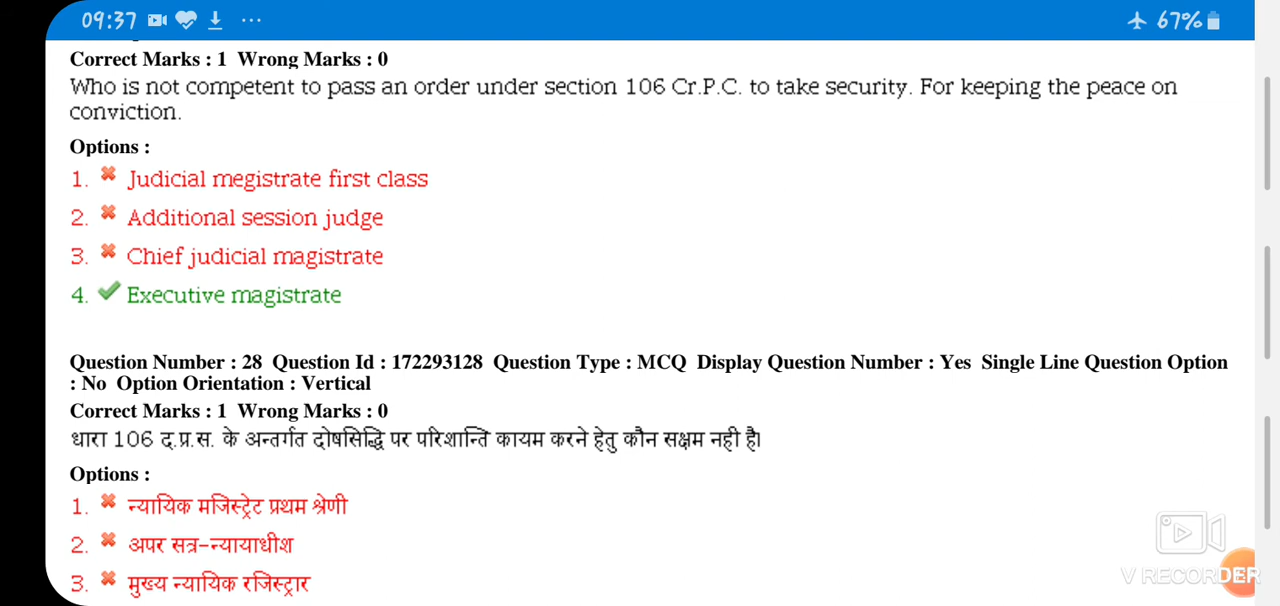 09:37 ... 67%
Correct Marks : 1 Wrong Marks : 0
Who is not competent to pass an order under section 106 Cr.P.C. to take security. For keeping the peace on
conviction.
Options :
1. Judicial megistrate first class
2. Additional session judge
3. Chief judicial magistrate
4. Executive magistrate
Question Number : 28 Question Id : 172293128 Question Type : MCQ Display Question Number : Yes Single Line Question Option
: No Option Orientation : Vertical
Correct Marks : 1 Wrong Marks : 0
धारा 106 द.प्र.स. के अन्तर्गत दोषसिद्धि पर परिशान्ति कायम करने हेतु कौन सक्षम नही है।
Options :
1. न्यायिक मजिस्ट्रेट प्रथम श्रेणी
2. अपर सत्र-न्यायाधीश
3. मुख्य न्यायिक रजिस्ट्रार
V RECORDER